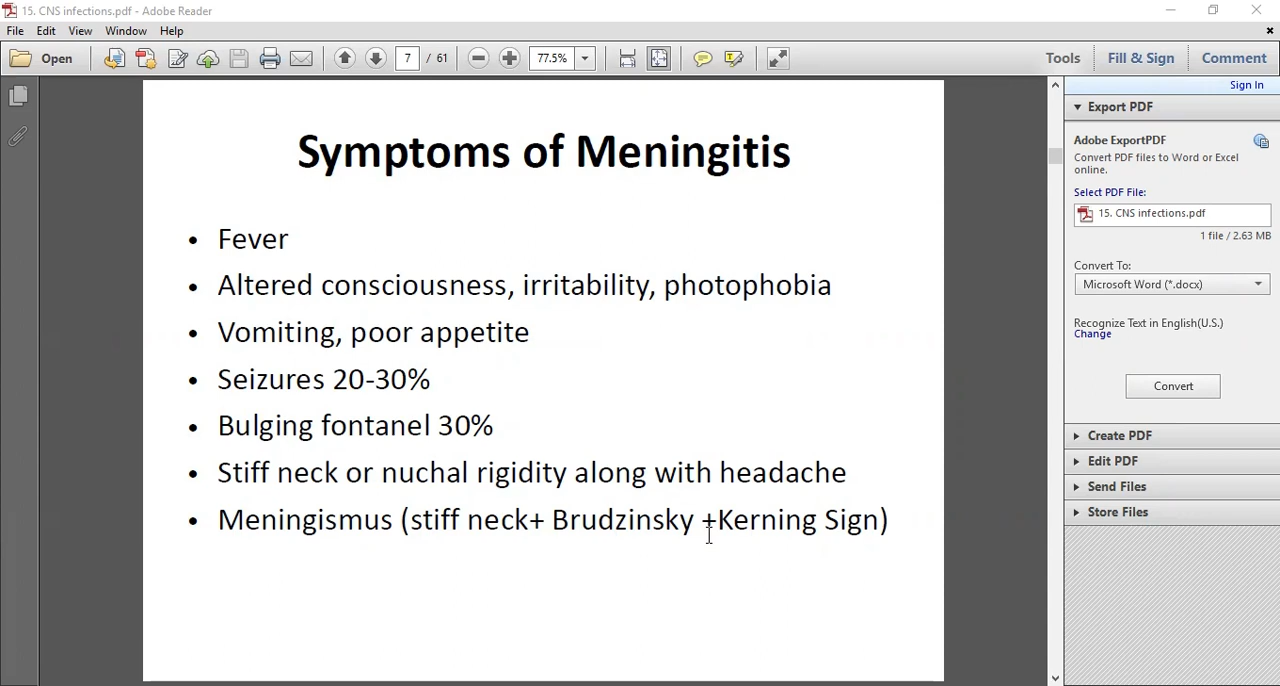 15. CNS infections.pdf - Adobe Reader
File Edit View Window Help
Open 7 / 61 77.5% Tools Fill & Sign Comment
Sign In
Export PDF
Adobe ExportPDF
Convert PDF files to Word or Excel
online.
Select PDF File:
15. CNS infections.pdf
1 file / 2.63 MB
Convert To:
Microsoft Word (*.docx)
Recognize Text in English(U.S.)
Change
Convert
Create PDF
Edit PDF
Send Files
Store Files
Symptoms of Meningitis
• Fever
• Altered consciousness, irritability, photophobia
• Vomiting, poor appetite
• Seizures 20-30%
• Bulging fontanel 30%
• Stiff neck or nuchal rigidity along with headache
• Meningismus (stiff neck+ Brudzinsky +Kerning Sign)